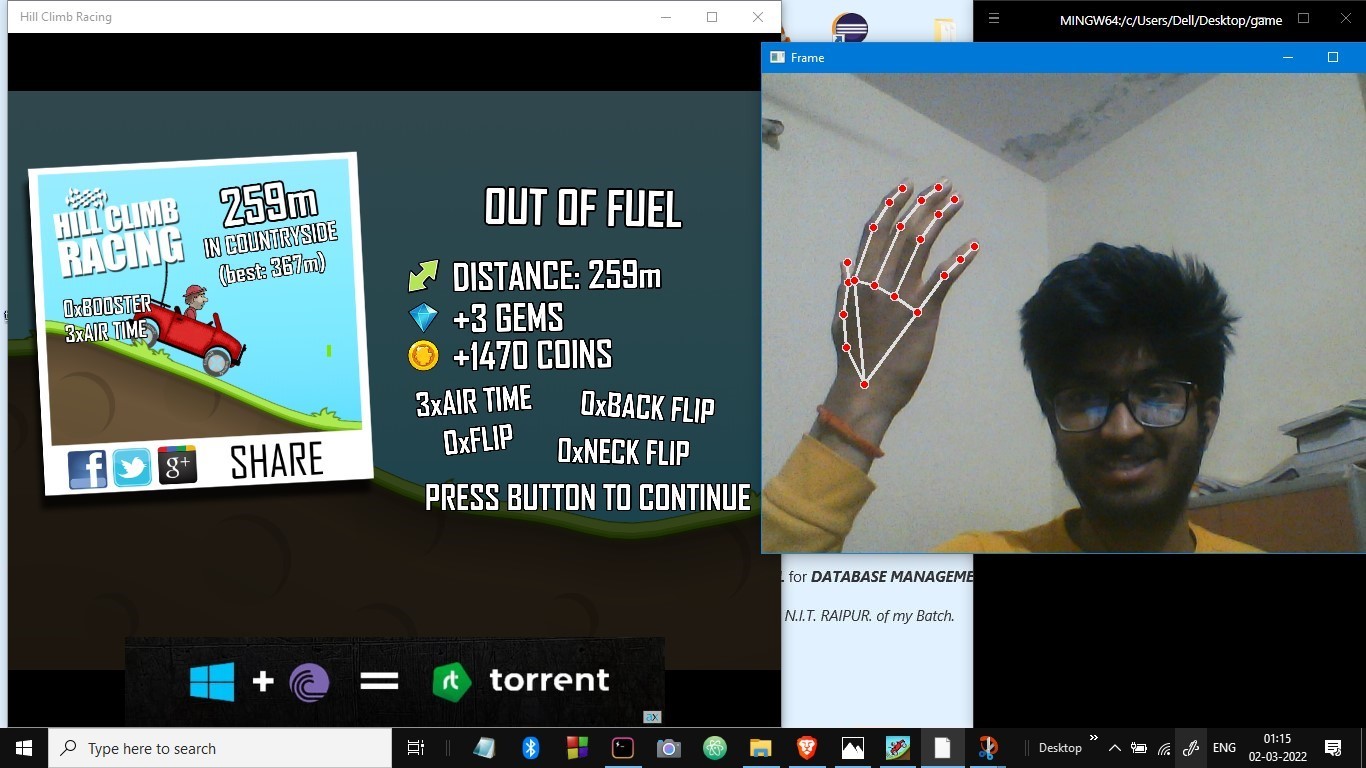 Hill Climb Racing
MINGW64:/c/Users/Dell/Desktop/game
Frame
HILL CLIMB
RACING
259m
IN COUNTRYSIDE
(best: 367m)
0xBOOSTER
3xAIR TIME
f
g+
SHARE
OUT OF FUEL
DISTANCE: 259m
+3 GEMS
+1470 COINS
3xAIR TIME
0xBACK FLIP
0xFLIP
0xNECK FLIP
PRESS BUTTON TO CONTINUE
for DATABASE MANAGEME
N.I.T. RAIPUR. of my Batch.
+ = rt torrent
ax
Type here to search
Desktop
ENG
01:15
02-03-2022